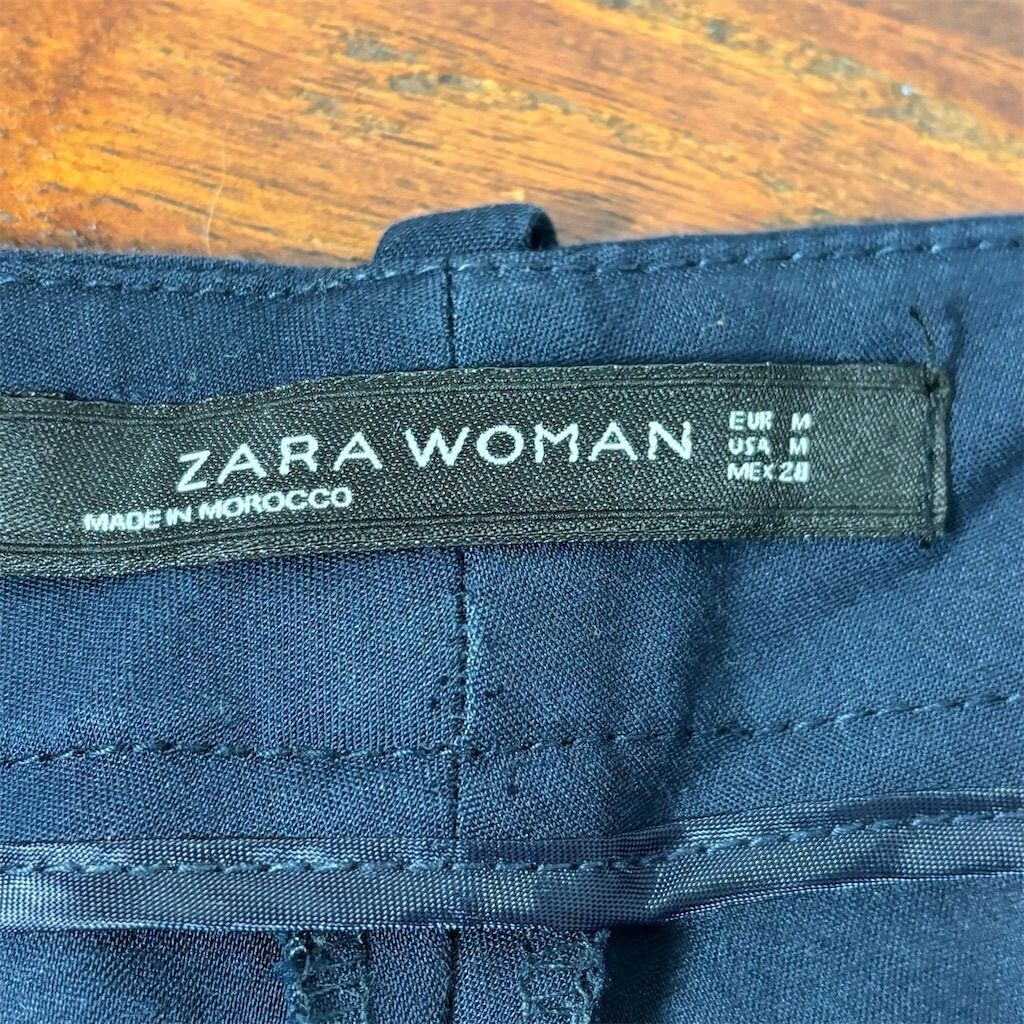 ZARA WOMAN
MADE IN MOROCCO
EUR M
USA M
MEX 28